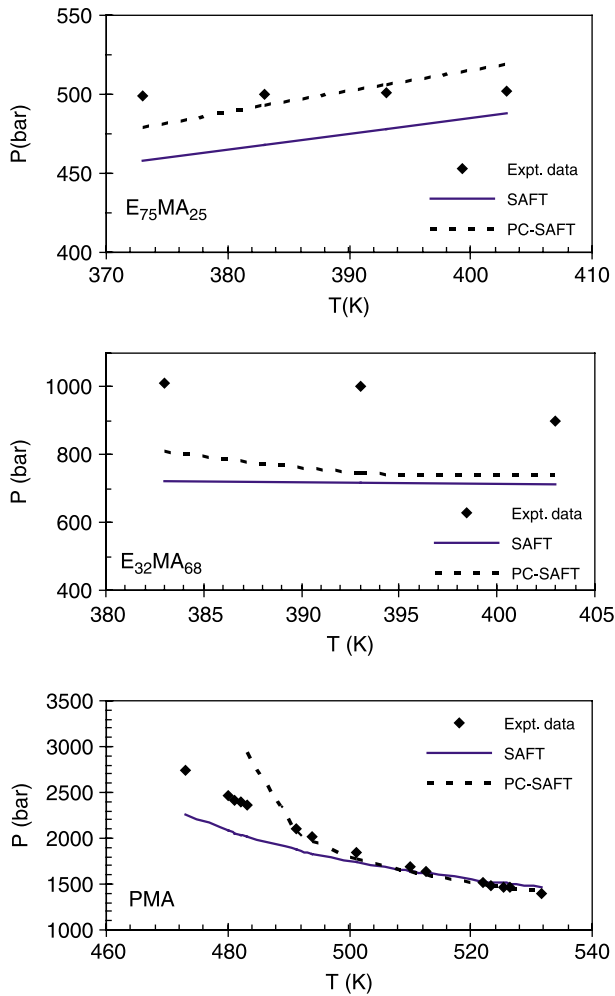 550
500
450
400
P(bar)
Expt. data
SAFT
PC-SAFT
E₇₅MA₂₅
370 380 390 400 410
T(K)
1000
800
600
400
P (bar)
Expt. data
SAFT
PC-SAFT
E₃₂MA₆₈
380 385 390 395 400 405
T (K)
3500
3000
2500
2000
1500
1000
P (bar)
Expt. data
SAFT
PC-SAFT
PMA
460 480 500 520 540
T (K)